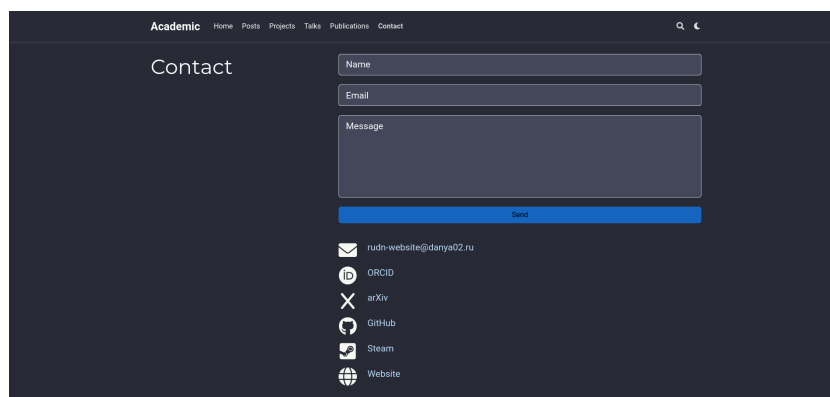 Academic Home Posts Projects Talks Publications Contact
Contact
Name
Email
Message
Send
rudn-website@danya02.ru
ORCID
arXiv
GitHub
Steam
Website